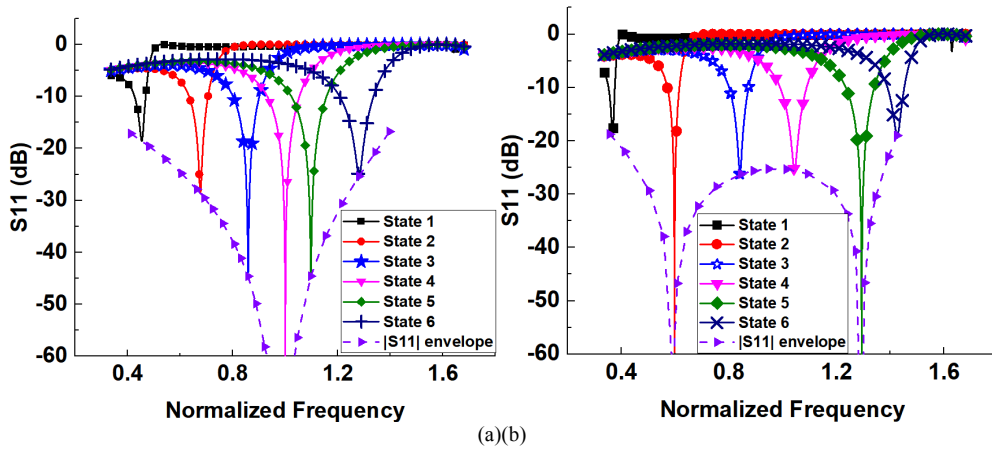 0
-10
-20
-30
-40
-50
-60
S11 (dB)
0.4 0.8 1.2 1.6
Normalized Frequency
State 1
State 2
State 3
State 4
State 5
State 6
|S11| envelope
(a)
0
-10
-20
-30
-40
-50
-60
S11 (dB)
0.4 0.8 1.2 1.6
Normalized Frequency
State 1
State 2
State 3
State 4
State 5
State 6
|S11| envelope
(b)
(a)(b)